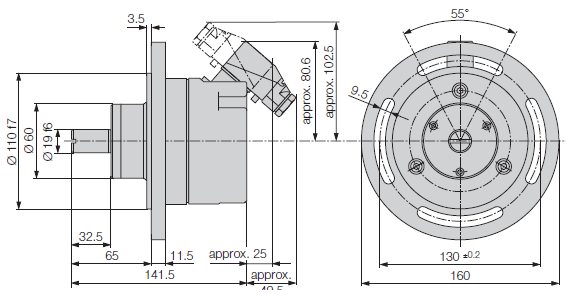 3.5
55°
Ø 110 f7
Ø 60
Ø 19 f6
approx. 80.6
approx. 102.5
9.5
32.5
65
11.5
approx. 25
141.5
approx.
130 ±0.2
160